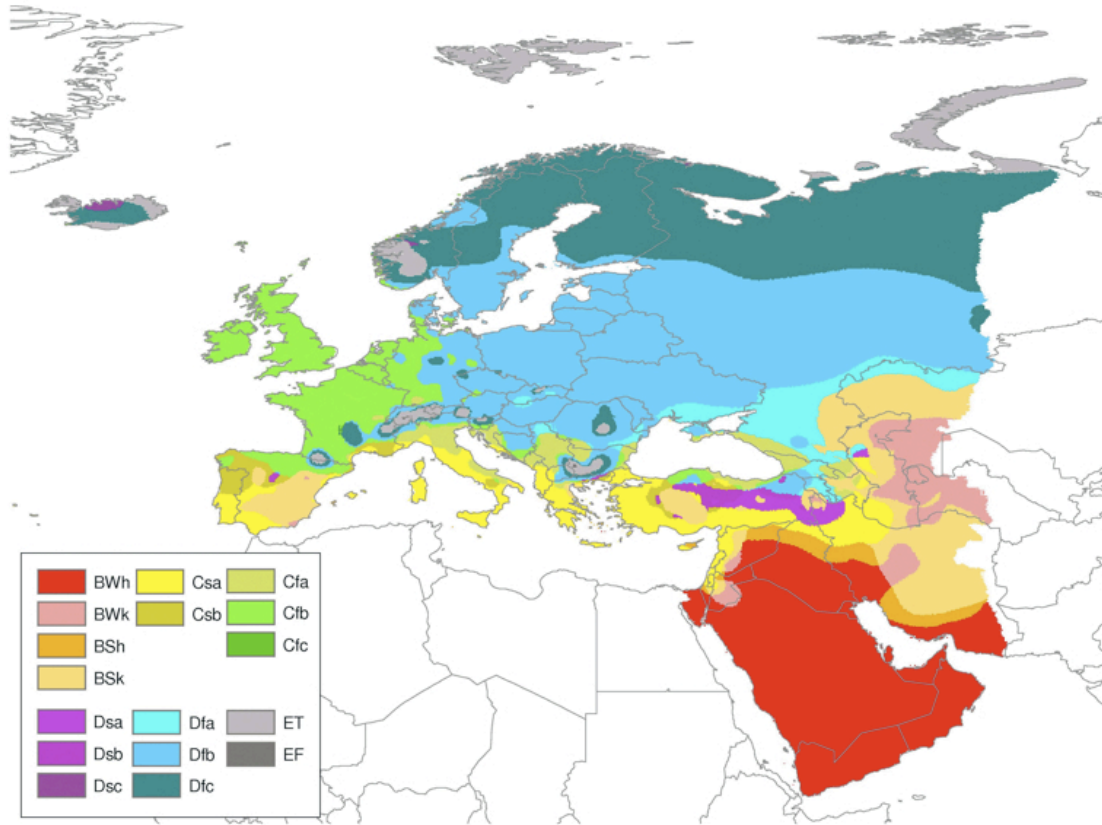 BWh Csa Cfa
BWk Csb Cfb
BSh Cfc
BSk
Dsa Dfa ET
Dsb Dfb EF
Dsc Dfc